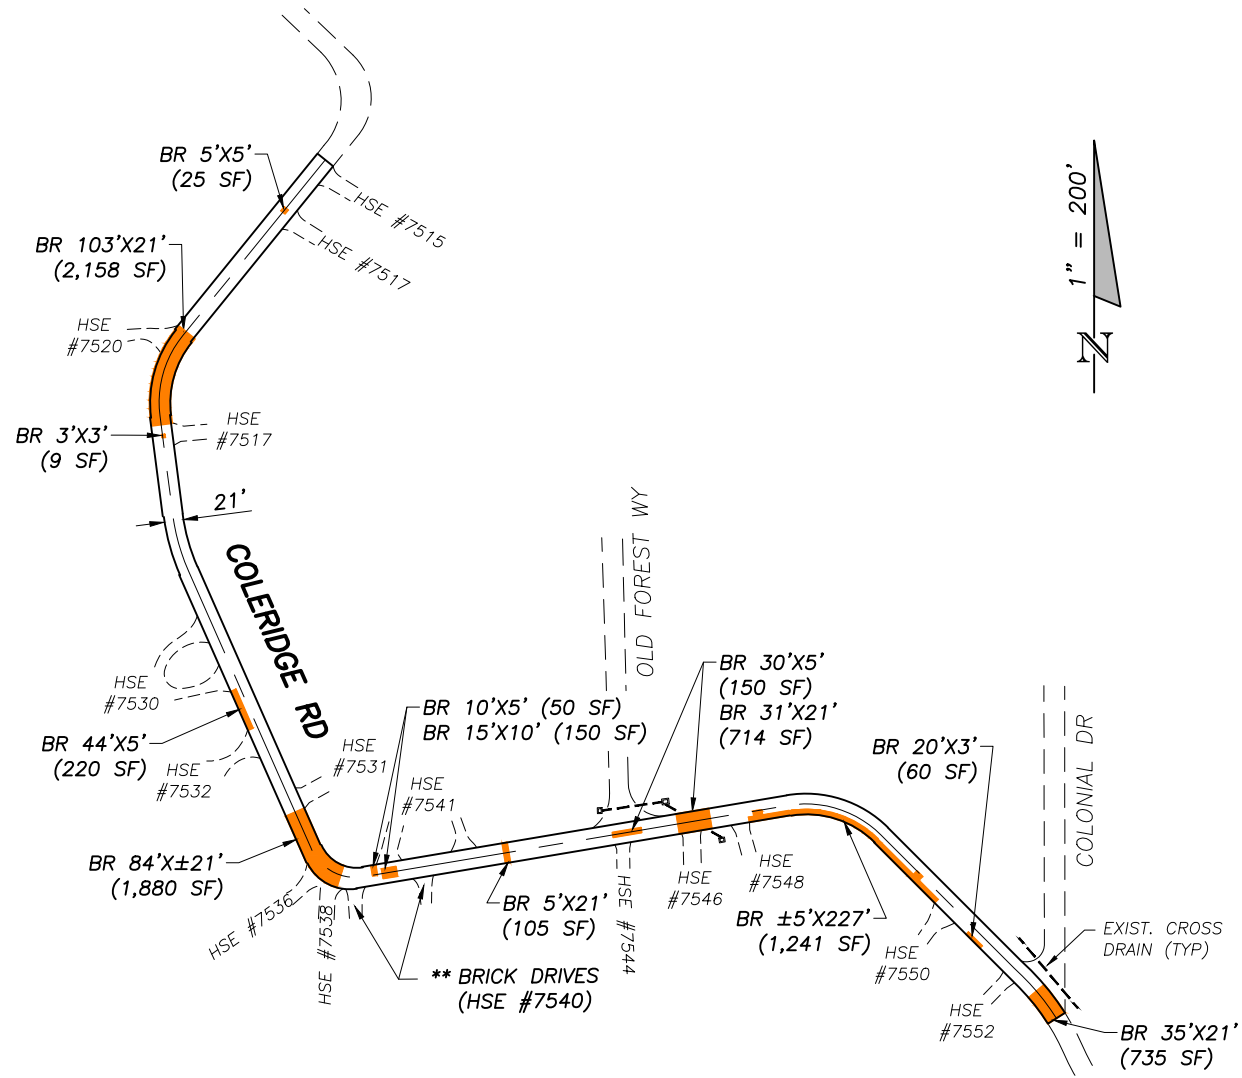 BR 5'X5'
(25 SF)
HSE #7515
HSE #7517
1" = 200'
N
BR 103'X21'
(2,158 SF)
HSE
#7520
HSE
#7517
BR 3'X3'
(9 SF)
21'
COLERIDGE RD
OLD FOREST WY
HSE
#7530
BR 44'X5'
(220 SF)
HSE
#7532
HSE
#7531
BR 10'X5' (50 SF)
BR 15'X10' (150 SF)
HSE
#7541
BR 30'X5'
(150 SF)
BR 31'X21'
(714 SF)
BR 20'X3'
(60 SF)
COLONIAL DR
BR 84'X±21'
(1,880 SF)
HSE #7536
HSE #7538
BR 5'X21'
(105 SF)
HSE #7544
HSE
#7546
HSE
#7548
BR ±5'X227'
(1,241 SF)
HSE
#7550
EXIST. CROSS
DRAIN (TYP)
** BRICK DRIVES
(HSE #7540)
HSE
#7552
BR 35'X21'
(735 SF)